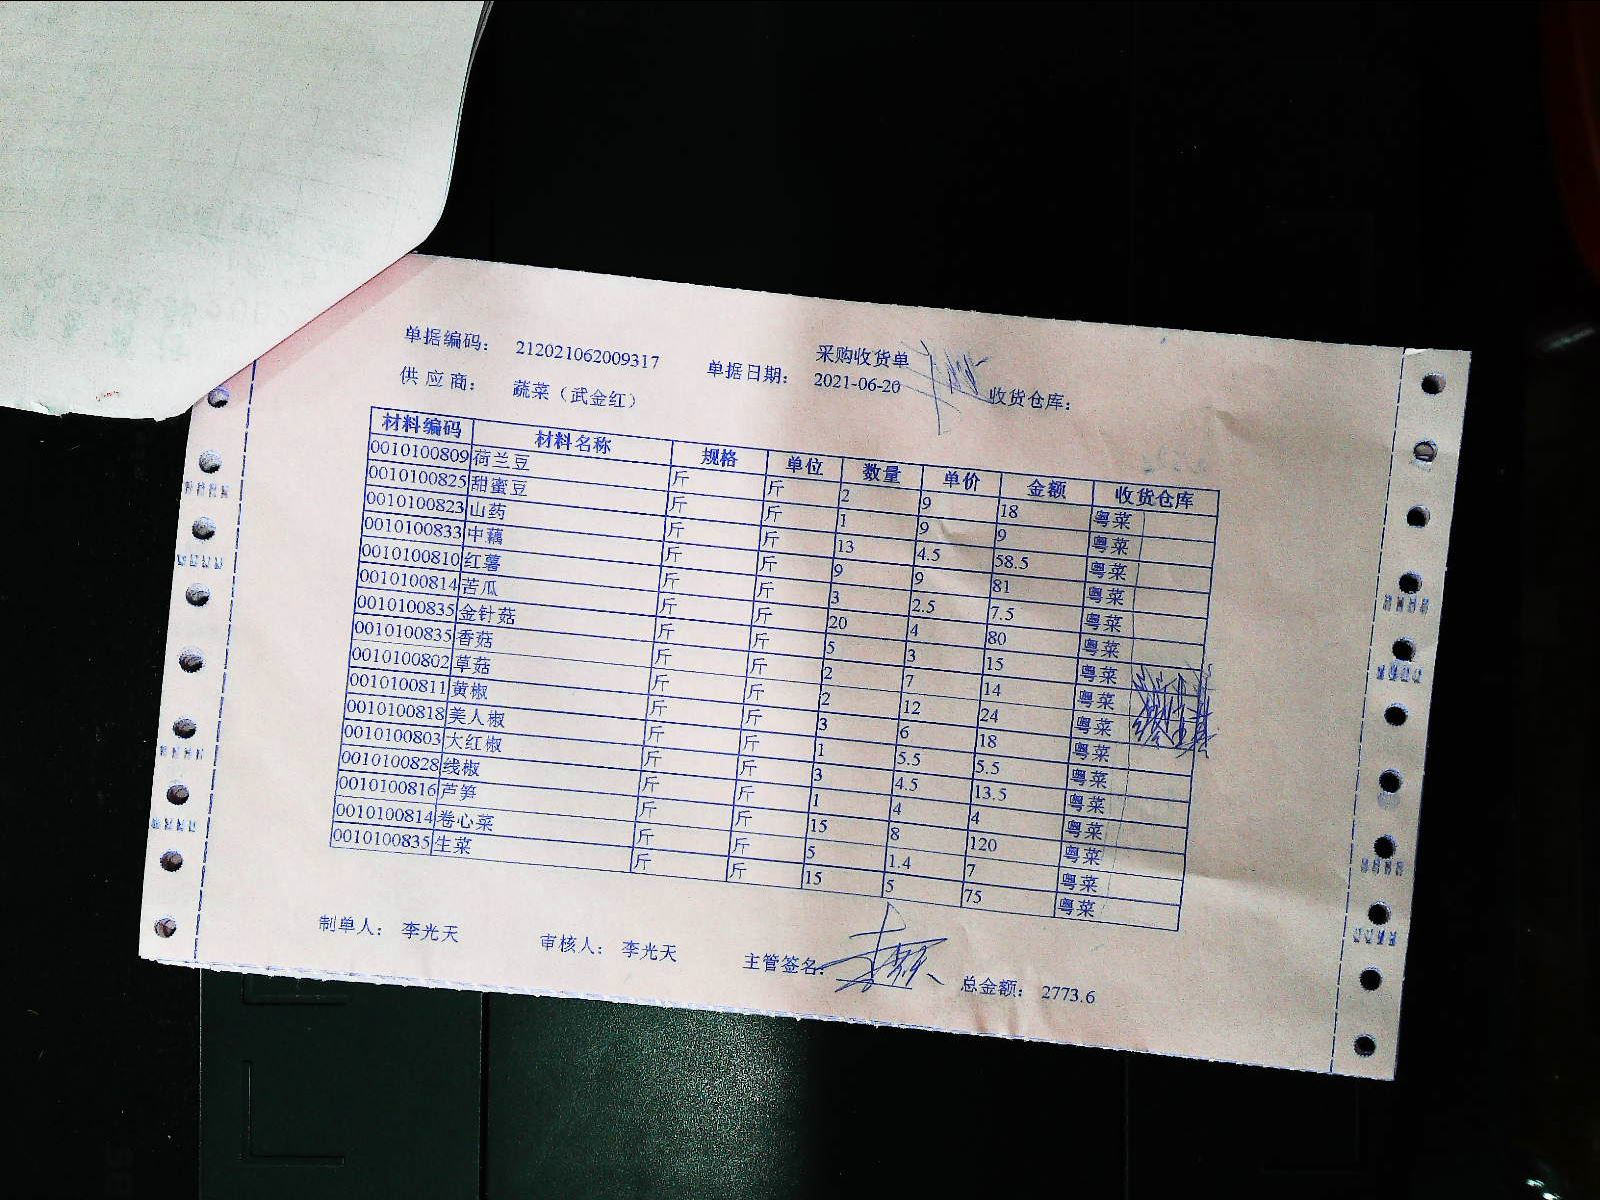 采购收货单
单据编码： 212021062009317 单据日期： 2021-06-20 收货仓库：
供 应 商： 蔬菜（武金红）
材料编码 材料名称 规格 单位 数量 单价 金额 收货仓库
0010100809 荷兰豆 斤 斤 2 9 18 粤菜
0010100825 甜蜜豆 斤 斤 1 9 9 粤菜
0010100823 山药 斤 斤 13 4.5 58.5 粤菜
0010100833 中藕 斤 斤 9 9 81 粤菜
0010100810 红薯 斤 斤 3 2.5 7.5 粤菜
0010100814 苦瓜 斤 斤 20 4 80 粤菜
0010100835 金针菇 斤 斤 5 3 15 粤菜
0010100835 香菇 斤 斤 2 7 14 粤菜
0010100802 草菇 斤 斤 2 12 24 粤菜
0010100811 黄椒 斤 斤 3 6 18 粤菜
0010100818 美人椒 斤 斤 1 5.5 5.5 粤菜
0010100803 大红椒 斤 斤 3 4.5 13.5 粤菜
0010100828 线椒 斤 斤 1 4 4 粤菜
0010100816 芦笋 斤 斤 15 8 120 粤菜
0010100814 卷心菜 斤 斤 5 1.4 7 粤菜
0010100835 生菜 斤 斤 15 5 75 粤菜
制单人： 李光天 审核人： 李光天 主管签名： 总金额： 2773.6